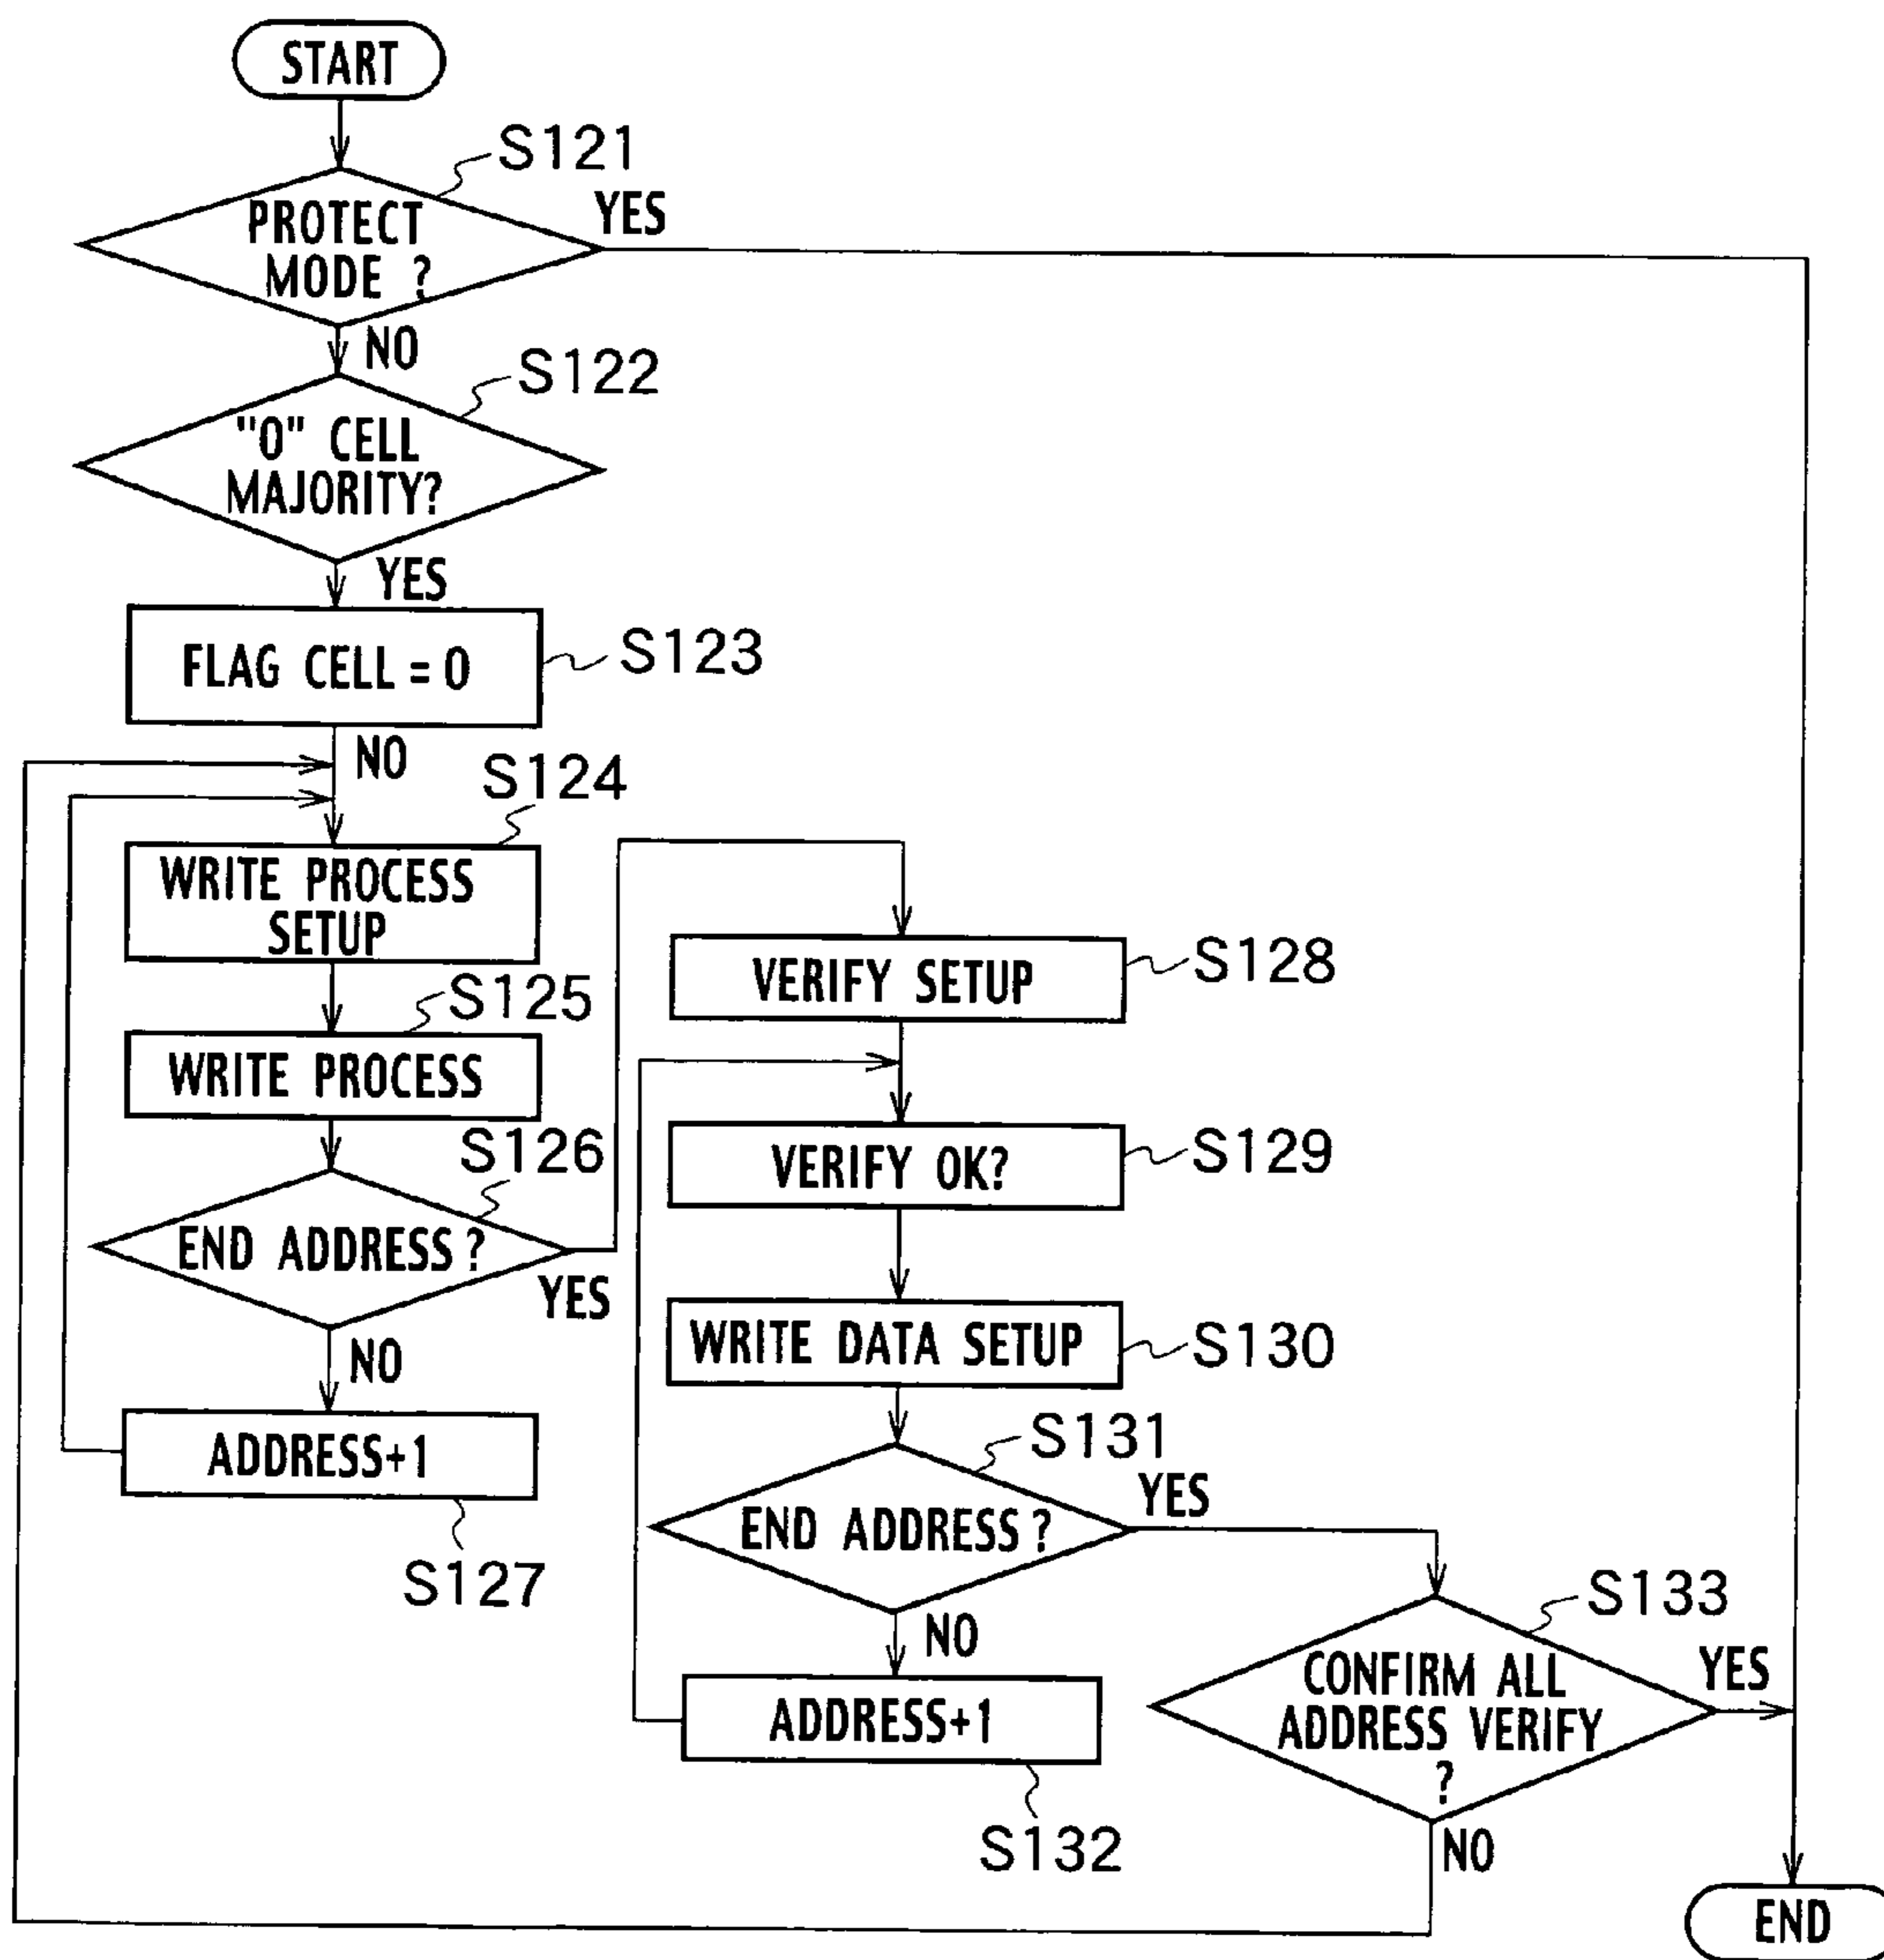 START
S121
PROTECT
MODE ?
YES
NO
S122
"0" CELL
MAJORITY?
YES
FLAG CELL = 0
S123
NO
S124
WRITE PROCESS
SETUP
S125
WRITE PROCESS
S126
END ADDRESS ?
YES
NO
ADDRESS+1
S127
VERIFY SETUP
S128
VERIFY OK?
S129
WRITE DATA SETUP
S130
S131
END ADDRESS ?
YES
NO
ADDRESS+1
S132
S133
CONFIRM ALL
ADDRESS VERIFY
?
YES
NO
END